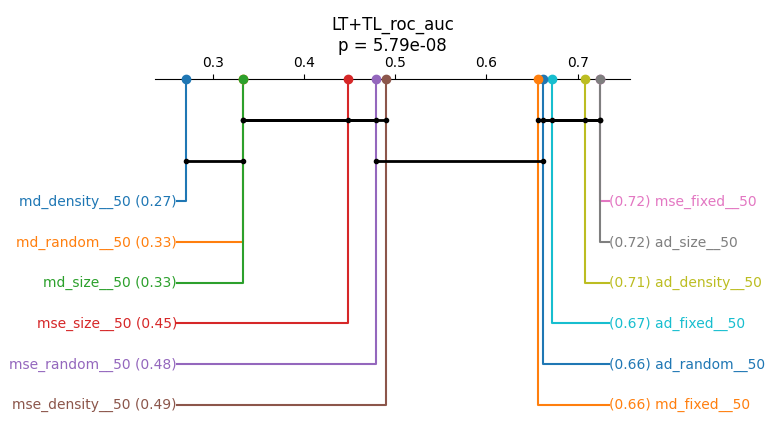 LT+TL_roc_auc
p = 5.79e-08
0.3 0.4 0.5 0.6 0.7
md_density__50 (0.27)
(0.72) mse_fixed__50
md_random__50 (0.33)
(0.72) ad_size__50
md_size__50 (0.33)
(0.71) ad_density__50
mse_size__50 (0.45)
(0.67) ad_fixed__50
mse_random__50 (0.48)
(0.66) ad_random__50
mse_density__50 (0.49)
(0.66) md_fixed__50